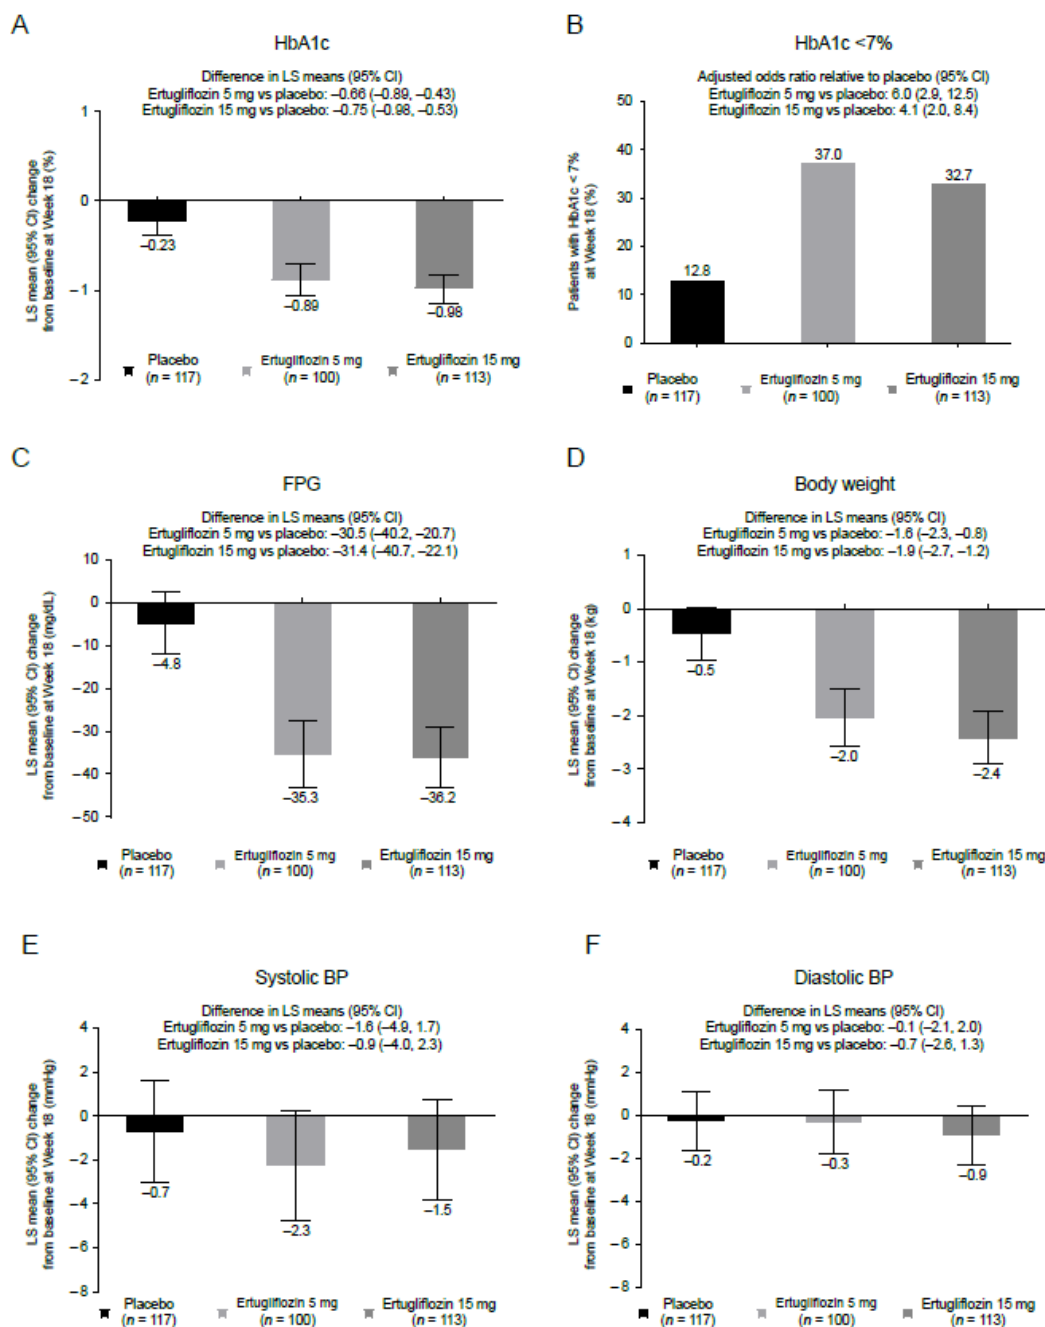 A
HbA1c
Difference in LS means (95% CI)
Ertugliflozin 5 mg vs placebo: –0.66 (–0.89, –0.43)
Ertugliflozin 15 mg vs placebo: –0.75 (–0.98, –0.53)
LS mean (95% CI) change
from baseline at Week 18 (%)
1
0
–1
–2
–0.23
–0.89
–0.98
Placebo
(n = 117)
Ertugliflozin 5 mg
(n = 100)
Ertugliflozin 15 mg
(n = 113)
B
HbA1c <7%
Adjusted odds ratio relative to placebo (95% CI)
Ertugliflozin 5 mg vs placebo: 6.0 (2.9, 12.5)
Ertugliflozin 15 mg vs placebo: 4.1 (2.0, 8.4)
Patients with HbA1c <7%
at Week 18 (%)
50
40
30
20
10
0
12.8
37.0
32.7
Placebo
(n = 117)
Ertugliflozin 5 mg
(n = 100)
Ertugliflozin 15 mg
(n = 113)
C
FPG
Difference in LS means (95% CI)
Ertugliflozin 5 mg vs placebo: –30.5 (–40.2, –20.7)
Ertugliflozin 15 mg vs placebo: –31.4 (–40.7, –22.1)
LS mean (95% CI) change
from baseline at Week 18 (mg/dL)
10
0
–10
–20
–30
–40
–50
–4.8
–35.3
–36.2
Placebo
(n = 117)
Ertugliflozin 5 mg
(n = 100)
Ertugliflozin 15 mg
(n = 113)
D
Body weight
Difference in LS means (95% CI)
Ertugliflozin 5 mg vs placebo: –1.6 (–2.3, –0.8)
Ertugliflozin 15 mg vs placebo: –1.9 (–2.7, –1.2)
LS mean (95% CI) change
from baseline at Week 18 (kg)
1
0
–1
–2
–3
–4
–0.5
–2.0
–2.4
Placebo
(n = 117)
Ertugliflozin 5 mg
(n = 100)
Ertugliflozin 15 mg
(n = 113)
E
Systolic BP
Difference in LS means (95% CI)
Ertugliflozin 5 mg vs placebo: –1.6 (–4.9, 1.7)
Ertugliflozin 15 mg vs placebo: –0.9 (–4.0, 2.3)
LS mean (95% CI) change
from baseline at Week 18 (mmHg)
4
2
0
–2
–4
–6
–8
–0.7
–2.3
–1.5
Placebo
(n = 117)
Ertugliflozin 5 mg
(n = 100)
Ertugliflozin 15 mg
(n = 113)
F
Diastolic BP
Difference in LS means (95% CI)
Ertugliflozin 5 mg vs placebo: –0.1 (–2.1, 2.0)
Ertugliflozin 15 mg vs placebo: –0.7 (–2.6, 1.3)
LS mean (95% CI) change
from baseline at Week 18 (mmHg)
4
2
0
–2
–4
–6
–8
–0.2
–0.3
–0.9
Placebo
(n = 117)
Ertugliflozin 5 mg
(n = 100)
Ertugliflozin 15 mg
(n = 113)